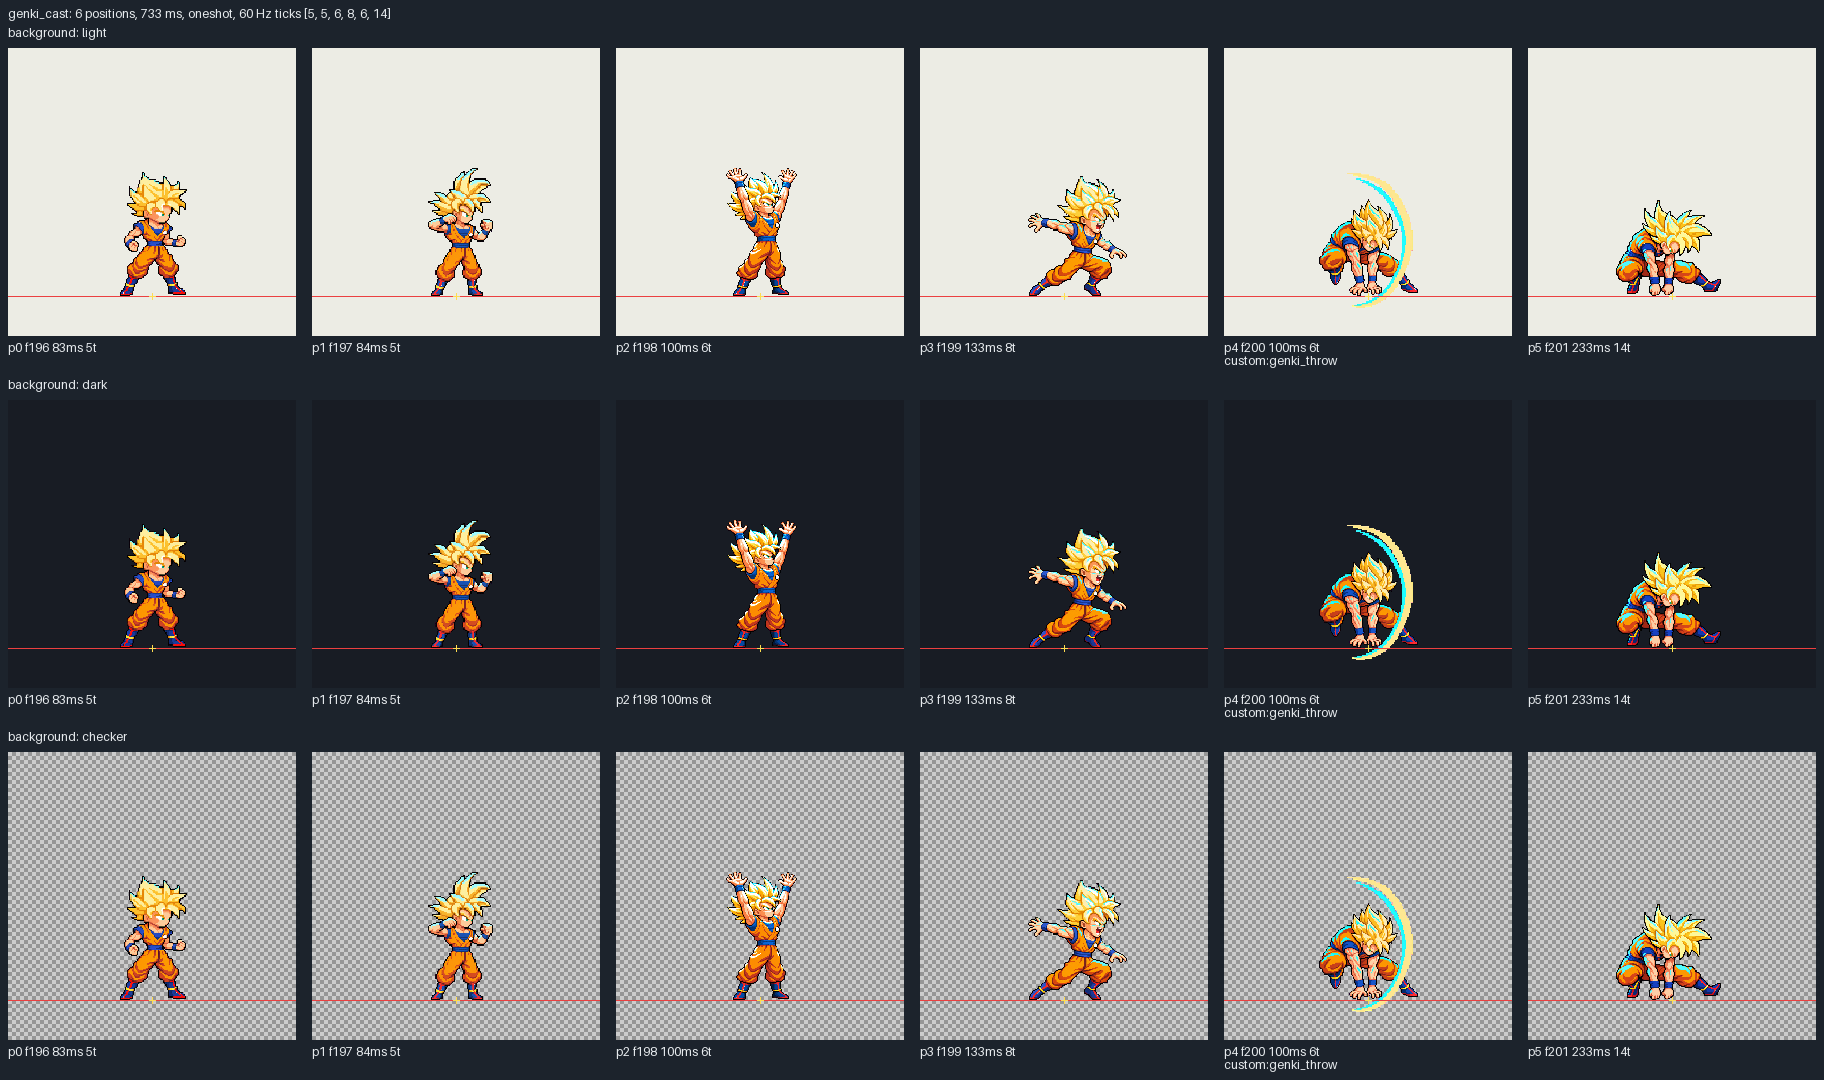 genki_cast: 6 positions, 733 ms, oneshot, 60 Hz ticks [5, 5, 6, 8, 6, 14]
background: light
p0 f196 83ms 5t
p1 f197 84ms 5t
p2 f198 100ms 6t
p3 f199 133ms 8t
p4 f200 100ms 6t
custom:genki_throw
p5 f201 233ms 14t
background: dark
p0 f196 83ms 5t
p1 f197 84ms 5t
p2 f198 100ms 6t
p3 f199 133ms 8t
p4 f200 100ms 6t
custom:genki_throw
p5 f201 233ms 14t
background: checker
p0 f196 83ms 5t
p1 f197 84ms 5t
p2 f198 100ms 6t
p3 f199 133ms 8t
p4 f200 100ms 6t
custom:genki_throw
p5 f201 233ms 14t